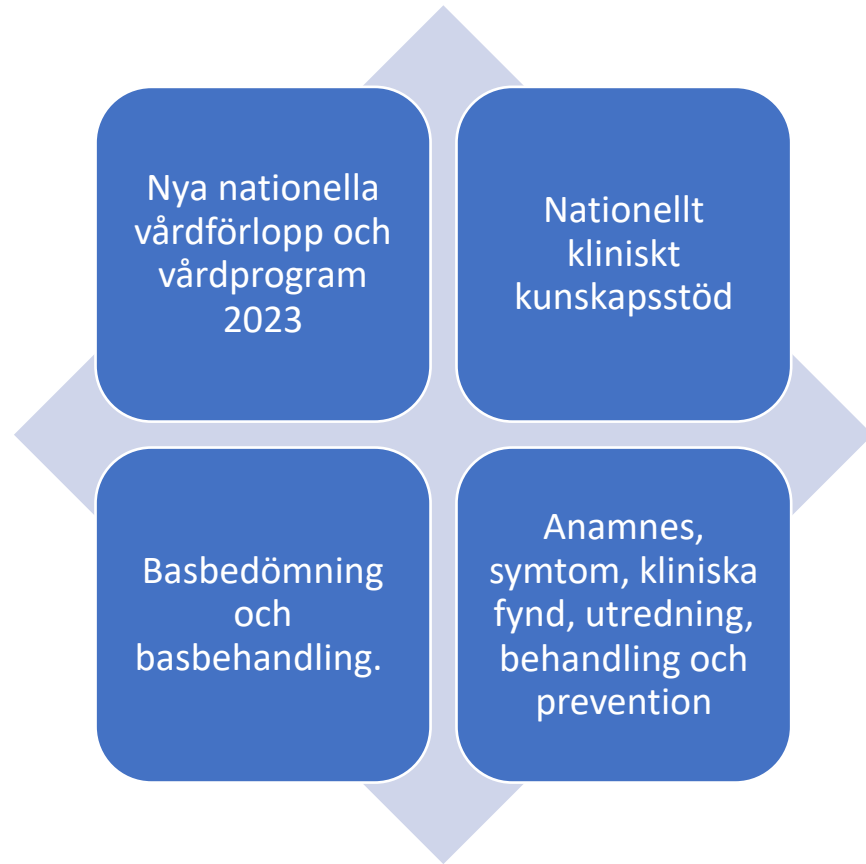 Nya nationella
vårdförlopp och
vårdprogram
2023
Nationellt
kliniskt
kunskapsstöd
Basbedömning
och
basbehandling.
Anamnes,
symtom, kliniska
fynd, utredning,
behandling och
prevention